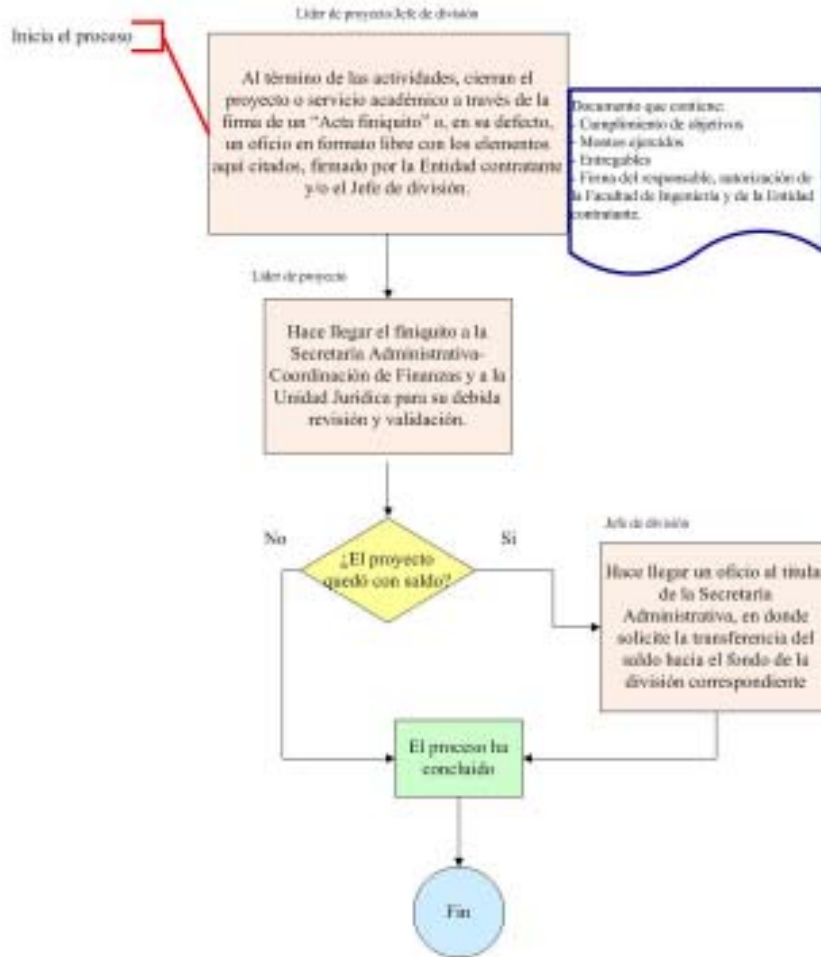 Líder de proyecto/Jefe de división
Inicia el proceso
Al término de las actividades, cierran el
proyecto o servicio académico a través de la
firma de un “Acta finiquito” o, en su defecto,
un oficio en formato libre con los elementos
aquí citados, firmado por la Entidad contratante
y/o el Jefe de división.
Documento que contiene:
- Cumplimiento de objetivos
- Montos ejercidos
- Entregables
- Firma del responsable, autorización de
la Facultad de Ingeniería y de la Entidad
contratante.
Líder de proyecto
Hace llegar el finiquito a la
Secretaría Administrativa-
Coordinación de Finanzas y a la
Unidad Jurídica para su debida
revisión y validación.
No
¿El proyecto
quedó con saldo?
Si
Jefe de división
Hace llegar un oficio al titular
de la Secretaría
Administrativa, en donde
solicite la transferencia del
saldo hacia el fondo de la
división correspondiente
El proceso ha
concluido
Fin